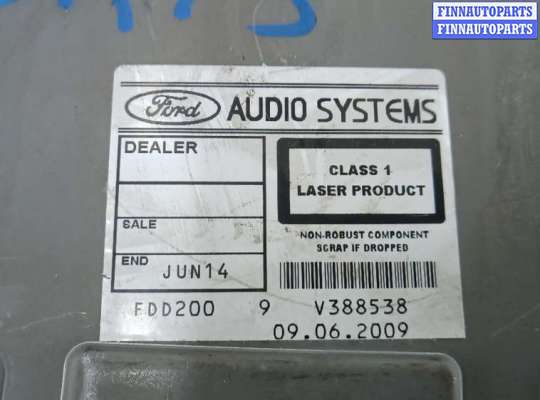 FINNAUTOPARTS
FINNAUTOPARTS
Ford AUDIO SYSTEMS
DEALER
CLASS 1
LASER PRODUCT
SALE
NON-ROBUST COMPONENT
SCRAP IF DROPPED
END JUN14
FDD200 9 V388538
09.06.2009